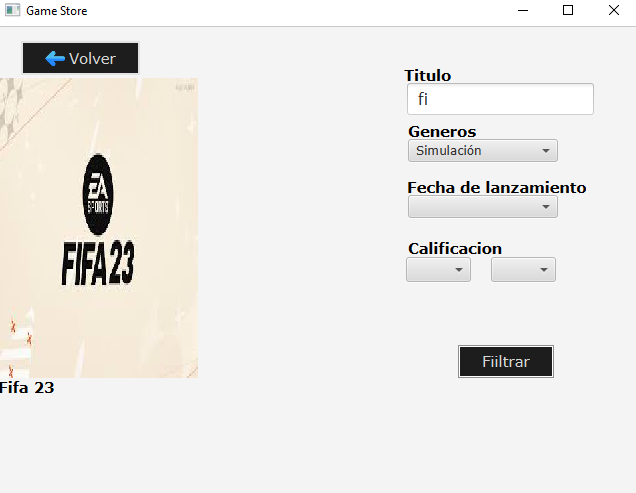 Game Store
Volver
Titulo
fi
Generos
Simulación
Fecha de lanzamiento
Calificacion
Fiiltrar
EA
SPORTS
FIFA 23
Fifa 23